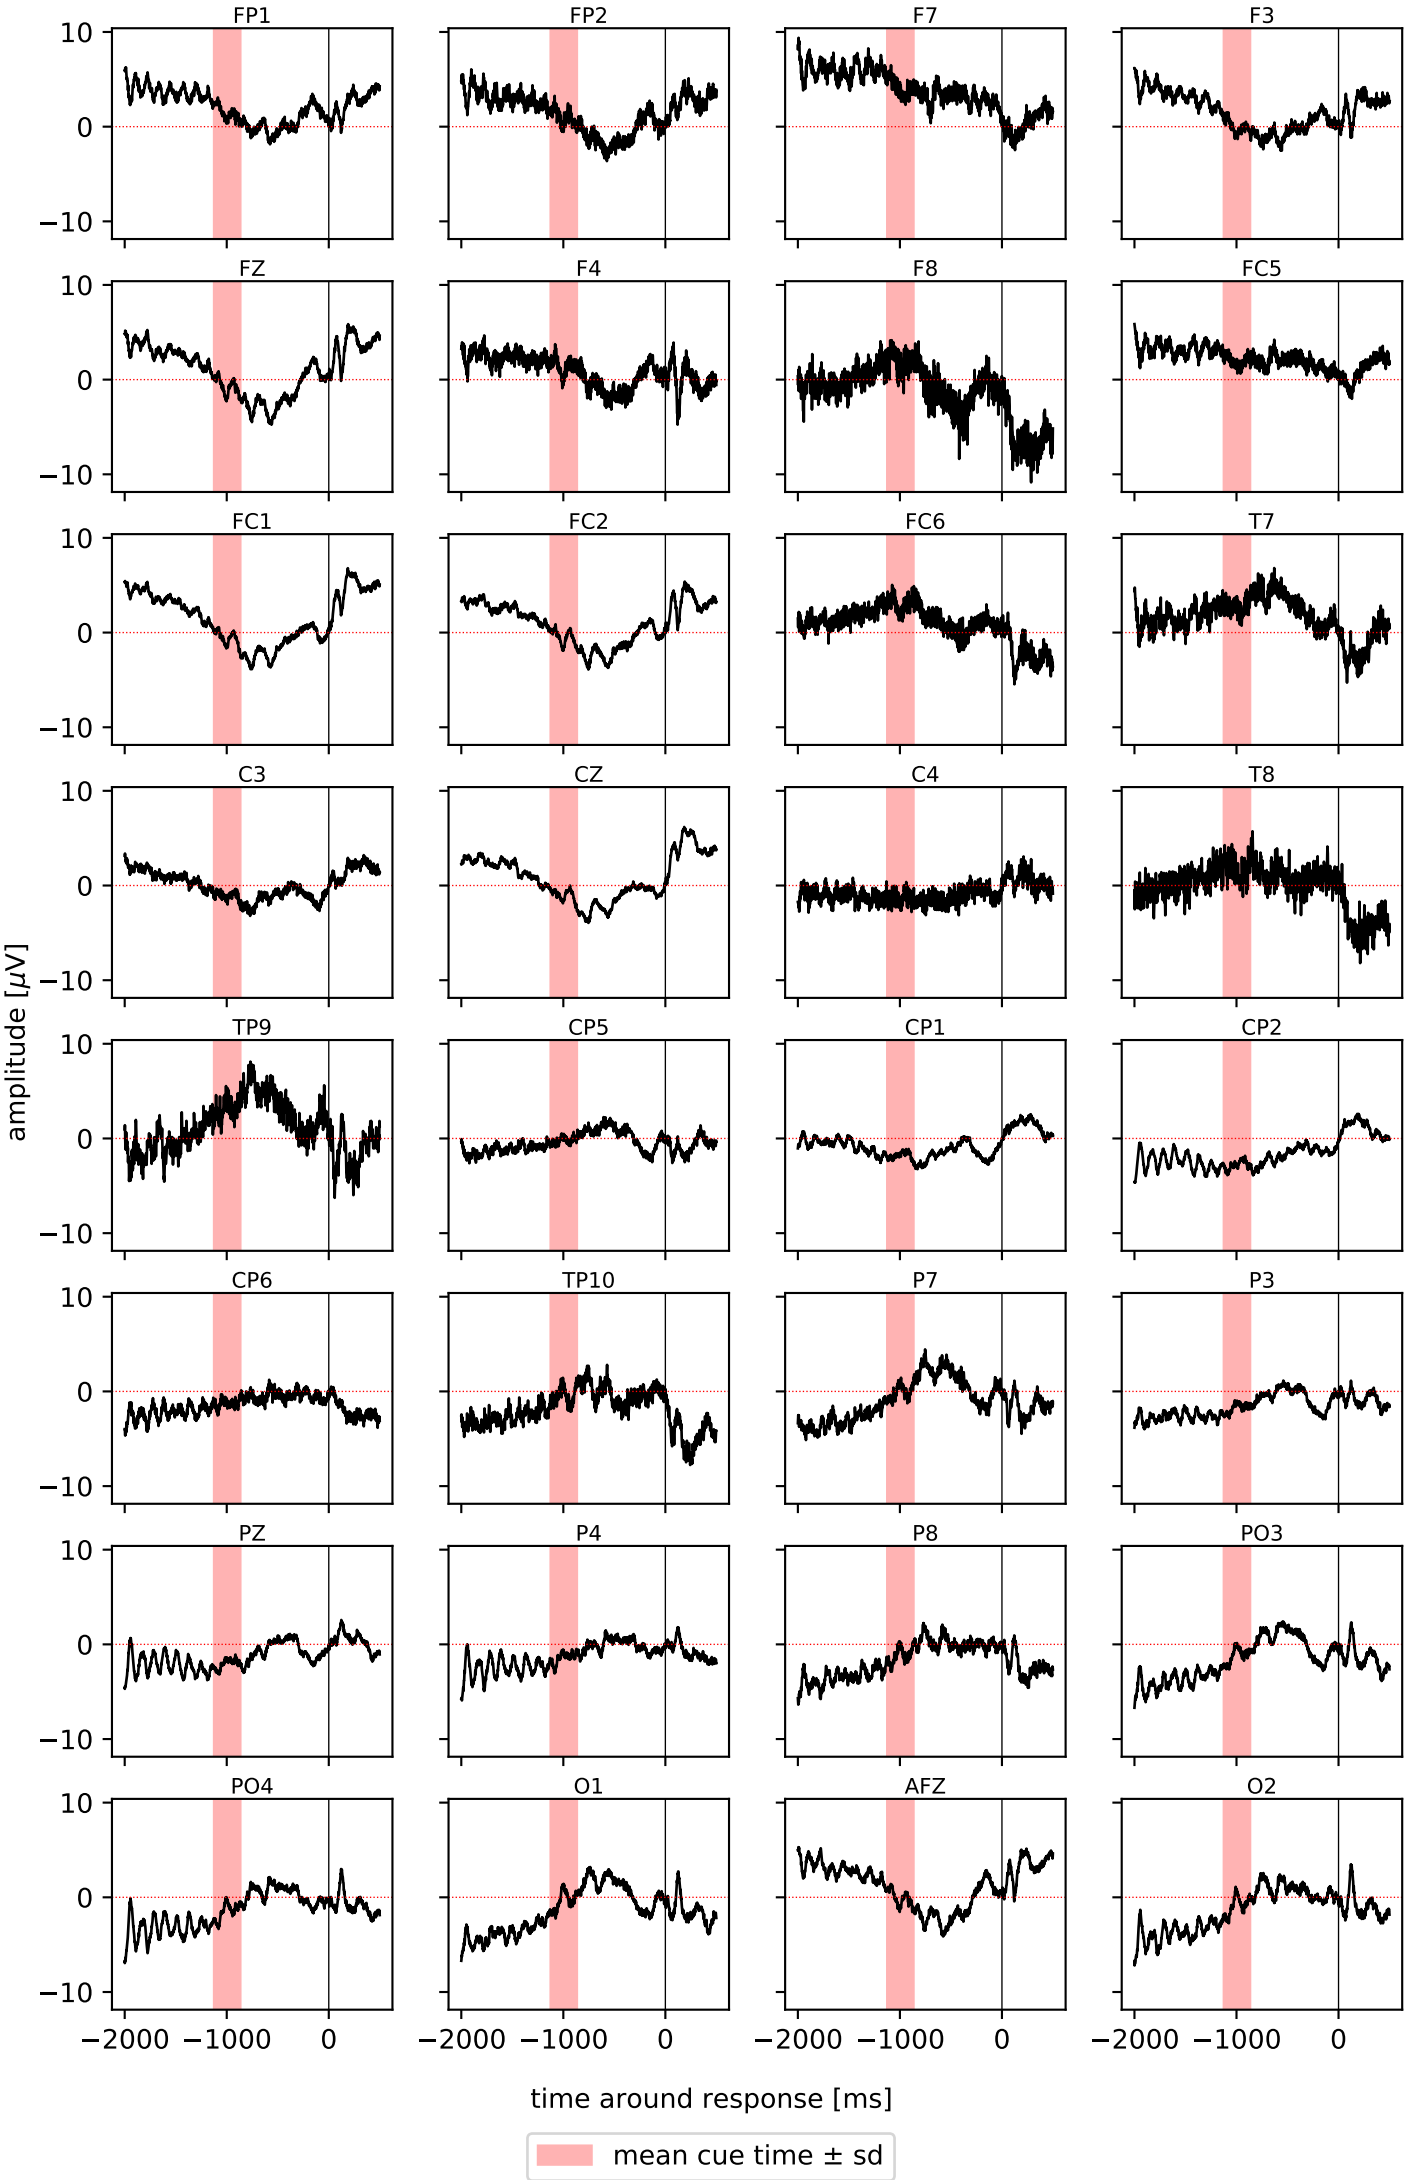 FP1 FP2 F7 F3
10
0
−10
FZ F4 F8 FC5
10
0
−10
FC1 FC2 FC6 T7
10
0
−10
C3 CZ C4 T8
10
0
−10
amplitude [μV]
TP9 CP5 CP1 CP2
10
0
−10
CP6 TP10 P7 P3
10
0
−10
PZ P4 P8 PO3
10
0
−10
PO4 O1 AFZ O2
10
0
−10
−2000 −1000 0 −2000 −1000 0 −2000 −1000 0 −2000 −1000 0
time around response [ms]
mean cue time ± sd